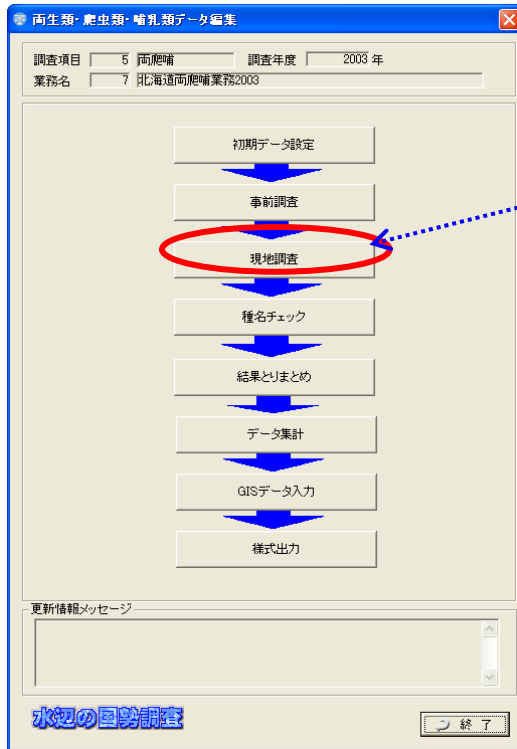 両生類・爬虫類・哺乳類データ編集
調査項目 5 両爬哺 調査年度 2003 年
業務名 7 北海道両爬哺業務2003
初期データ設定
事前調査
現地調査
種名チェック
結果とりまとめ
データ集計
GISデータ入力
様式出力
更新情報メッセージ
水辺の国勢調査
終 了